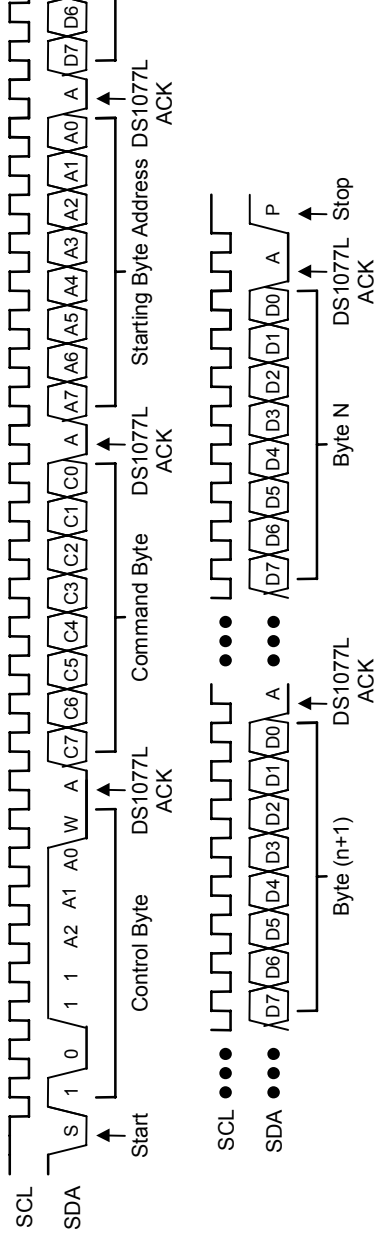 SCL
SDA S 1 0 1 1 A2 A1 A0 W A C7 C6 C5 C4 C3 C2 C1 C0 A A7 A6 A5 A4 A3 A2 A1 A0 A D7 D6
Start Control Byte DS1077L Command Byte DS1077L Starting Byte Address DS1077L
ACK ACK ACK
SCL
SDA D7 D6 D5 D4 D3 D2 D1 D0 A D7 D6 D5 D4 D3 D2 D1 D0 A P
Byte (n+1) DS1077L Byte N DS1077L Stop
ACK ACK